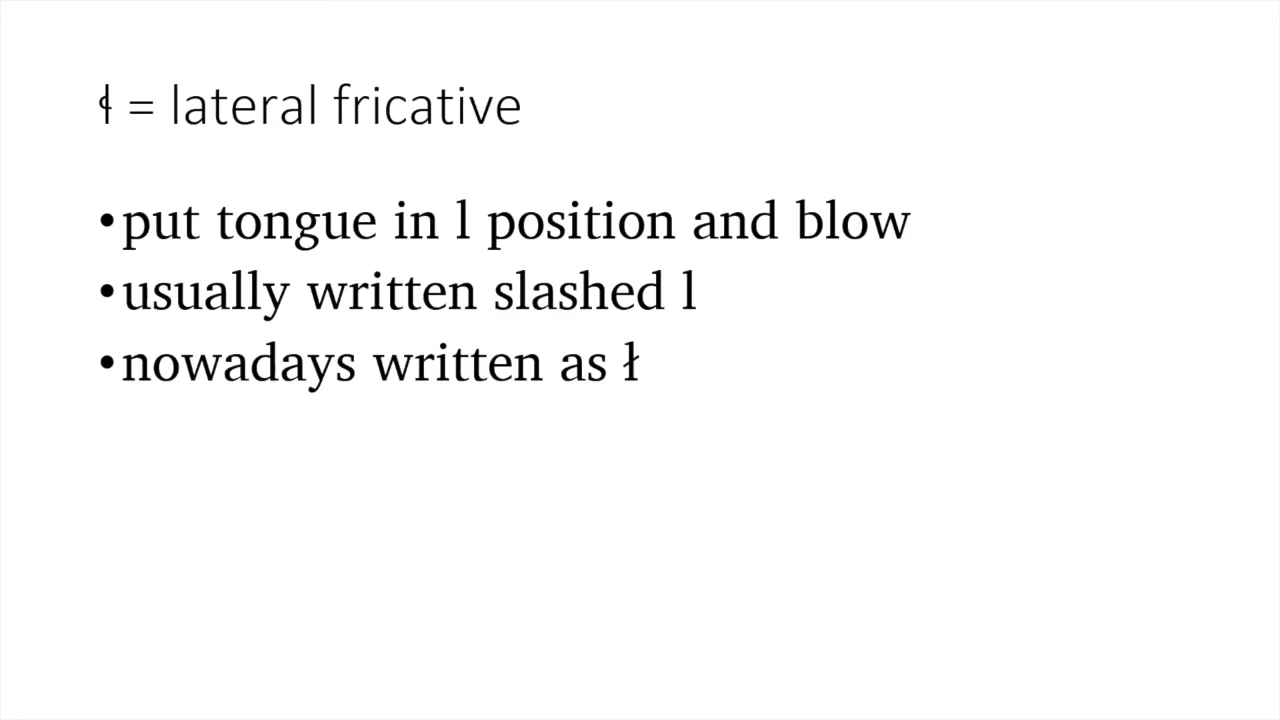 ɬ = lateral fricative
•put tongue in l position and blow
•usually written slashed l
•nowadays written as ł